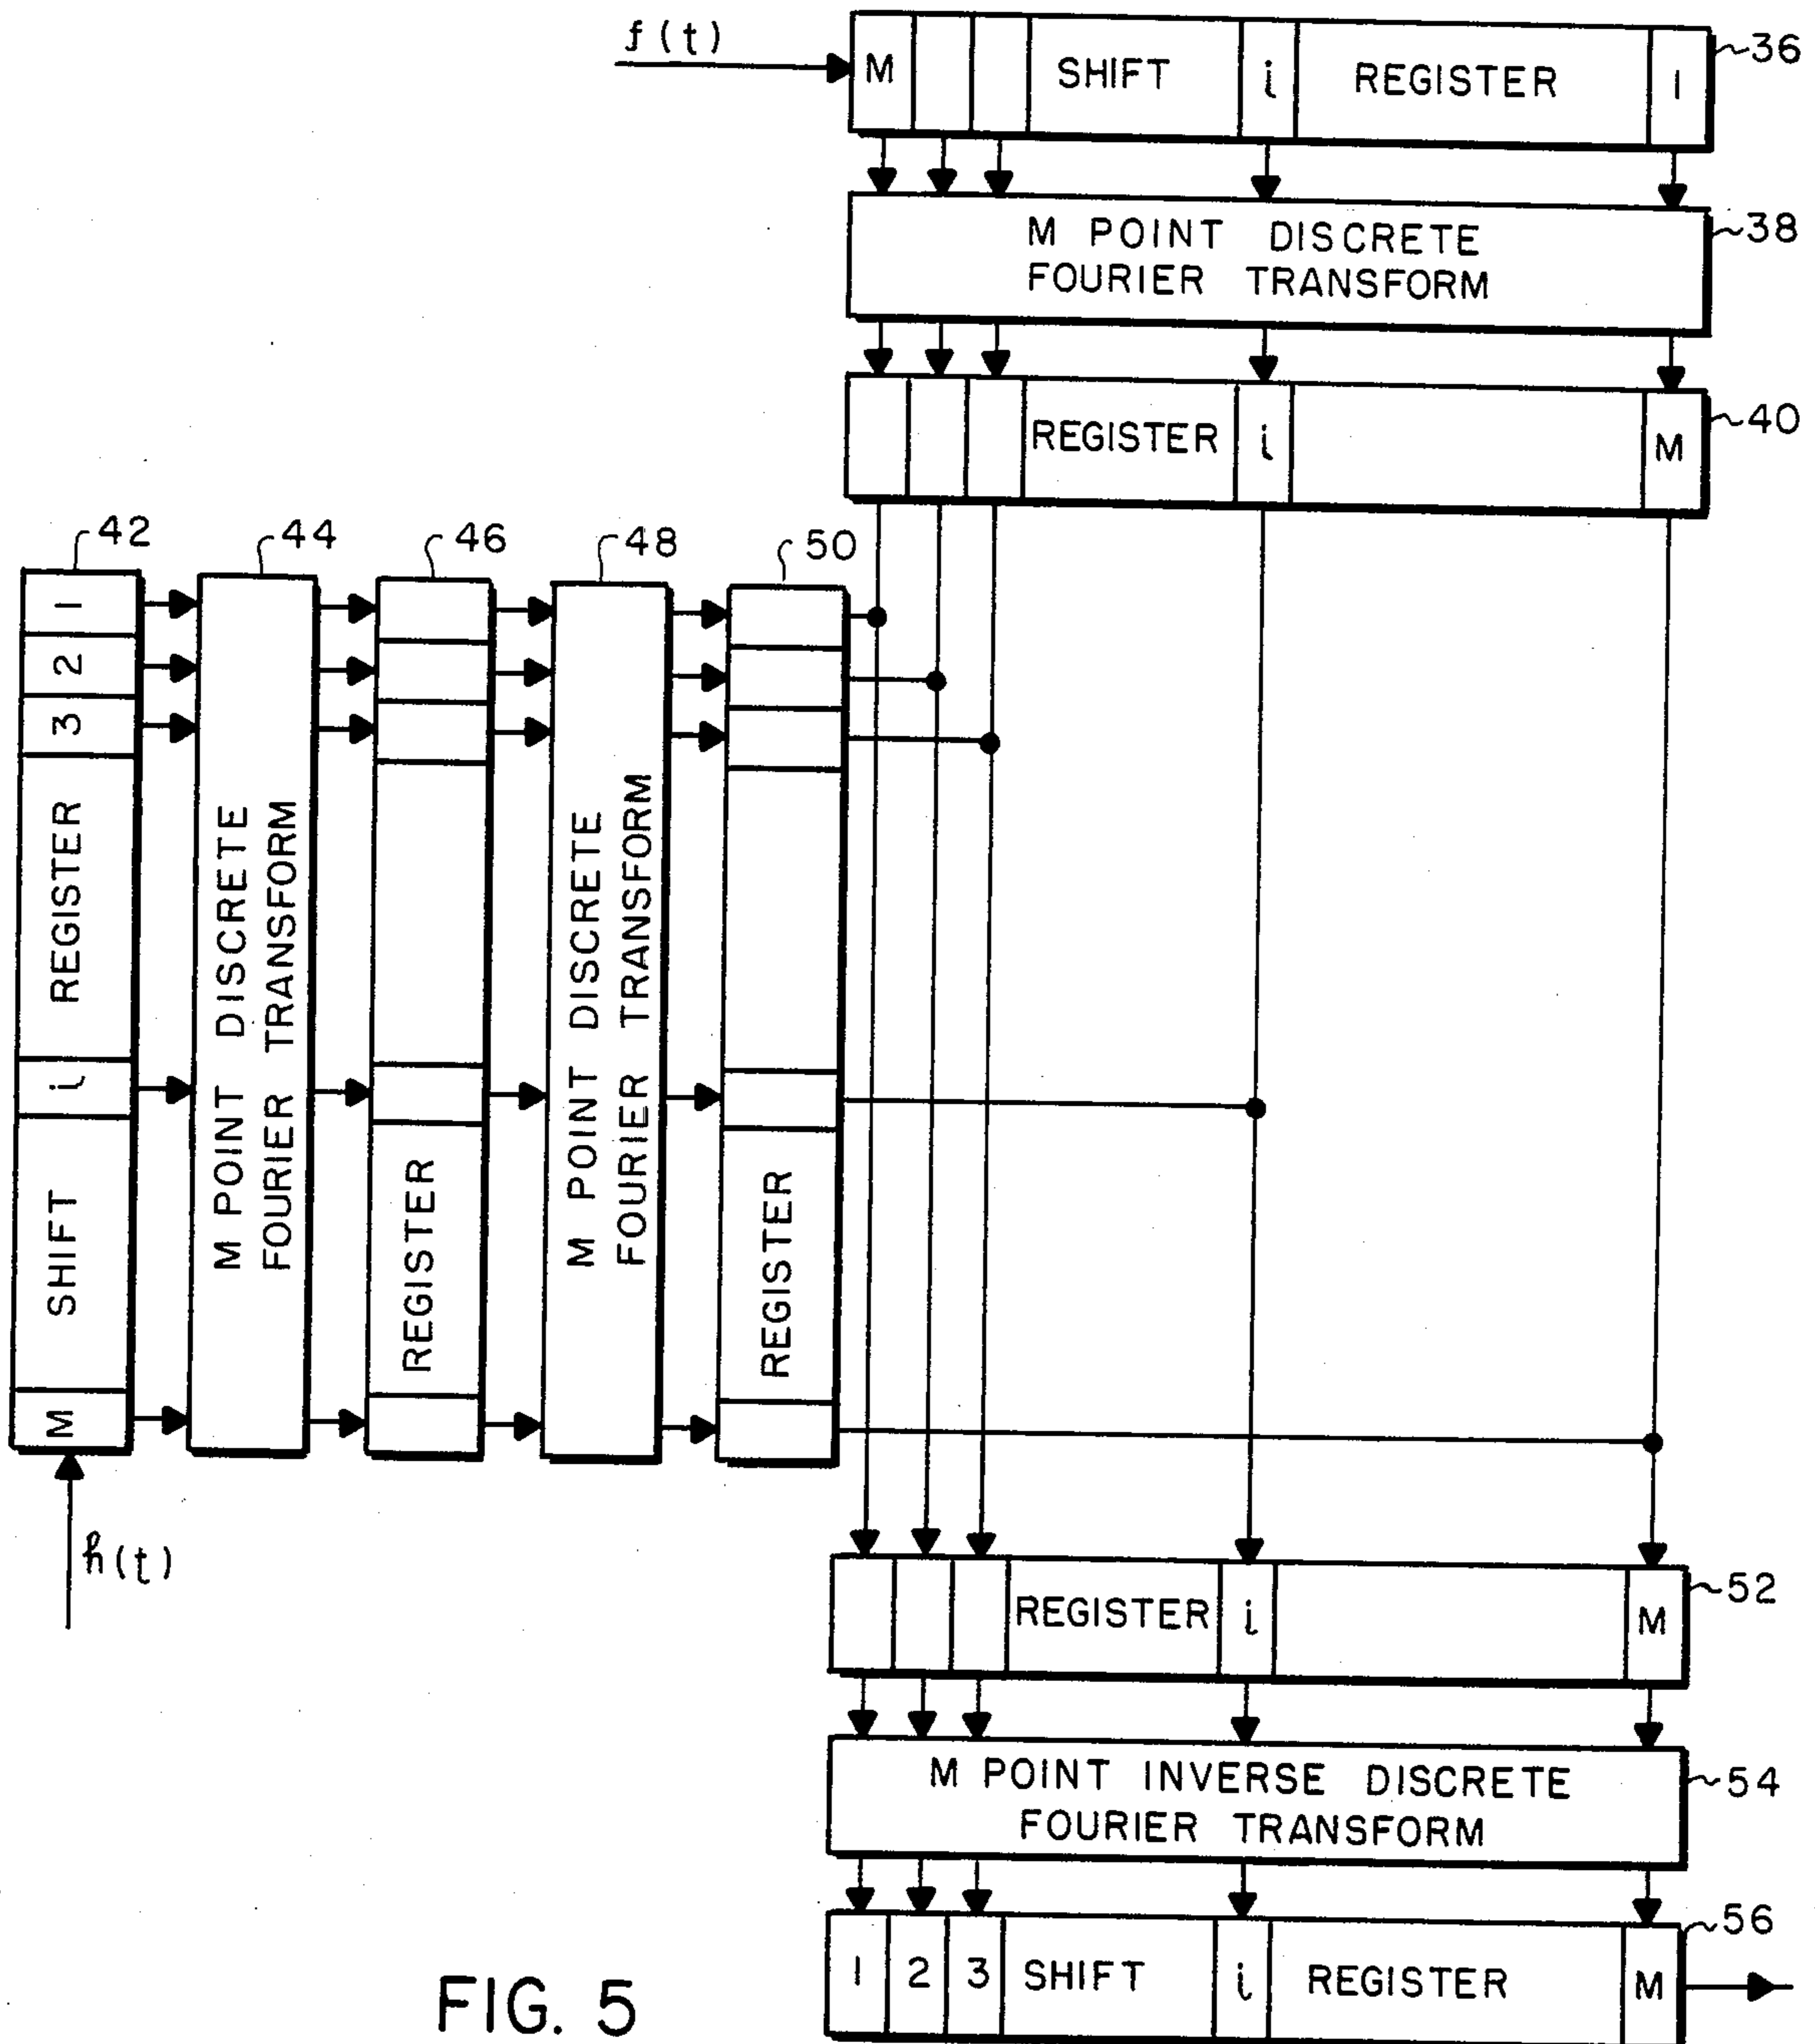 f(t)
M SHIFT i REGISTER 1
36
M POINT DISCRETE
FOURIER TRANSFORM
38
REGISTER i M
40
42
44
46
48
50
1
2
3
SHIFT i REGISTER
M
M POINT DISCRETE
FOURIER TRANSFORM
REGISTER
M POINT DISCRETE
FOURIER TRANSFORM
REGISTER
h(t)
REGISTER i M
52
M POINT INVERSE DISCRETE
FOURIER TRANSFORM
54
1 2 3 SHIFT i REGISTER M
56
FIG. 5